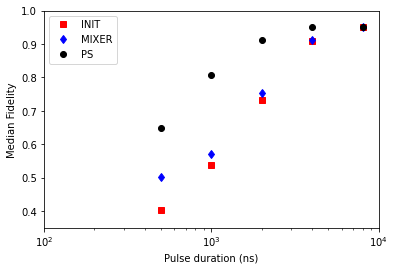 INIT
MIXER
PS
1.0
0.9
0.8
0.7
0.6
0.5
0.4
Median Fidelity
10² 10³ 10⁴
Pulse duration (ns)